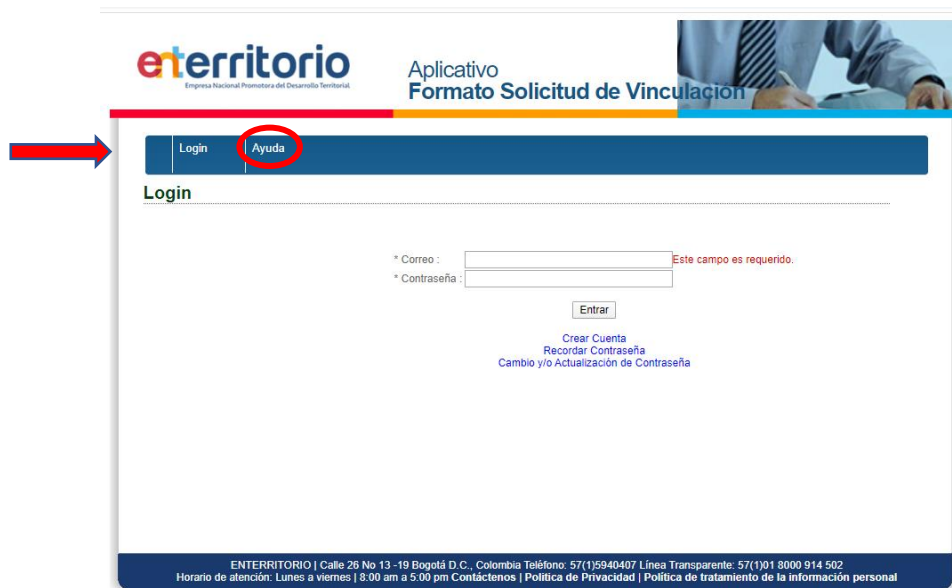 enterritorio
Empresa Nacional Promotora del Desarrollo Territorial
Aplicativo
Formato Solicitud de Vinculación
Login
Ayuda
Login
* Correo :
Este campo es requerido.
* Contraseña :
Entrar
Crear Cuenta
Recordar Contraseña
Cambio y/o Actualización de Contraseña
ENTERRITORIO | Calle 26 No 13 -19 Bogotá D.C., Colombia Teléfono: 57(1)5940407 Línea Transparente: 57(1)01 8000 914 502
Horario de atención: Lunes a viernes | 8:00 am a 5:00 pm Contáctenos | Politica de Privacidad | Política de tratamiento de la información personal